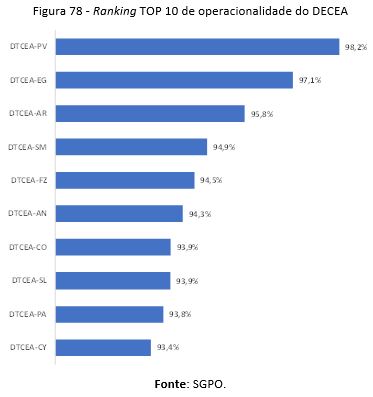 Figura 78 - Ranking TOP 10 de operacionalidade do DECEA
DTCEA-PV 98,2%
DTCEA-EG 97,1%
DTCEA-AR 95,8%
DTCEA-SM 94,9%
DTCEA-FZ 94,5%
DTCEA-AN 94,3%
DTCEA-CO 93,9%
DTCEA-SL 93,9%
DTCEA-PA 93,8%
DTCEA-CY 93,4%
Fonte: SGPO.